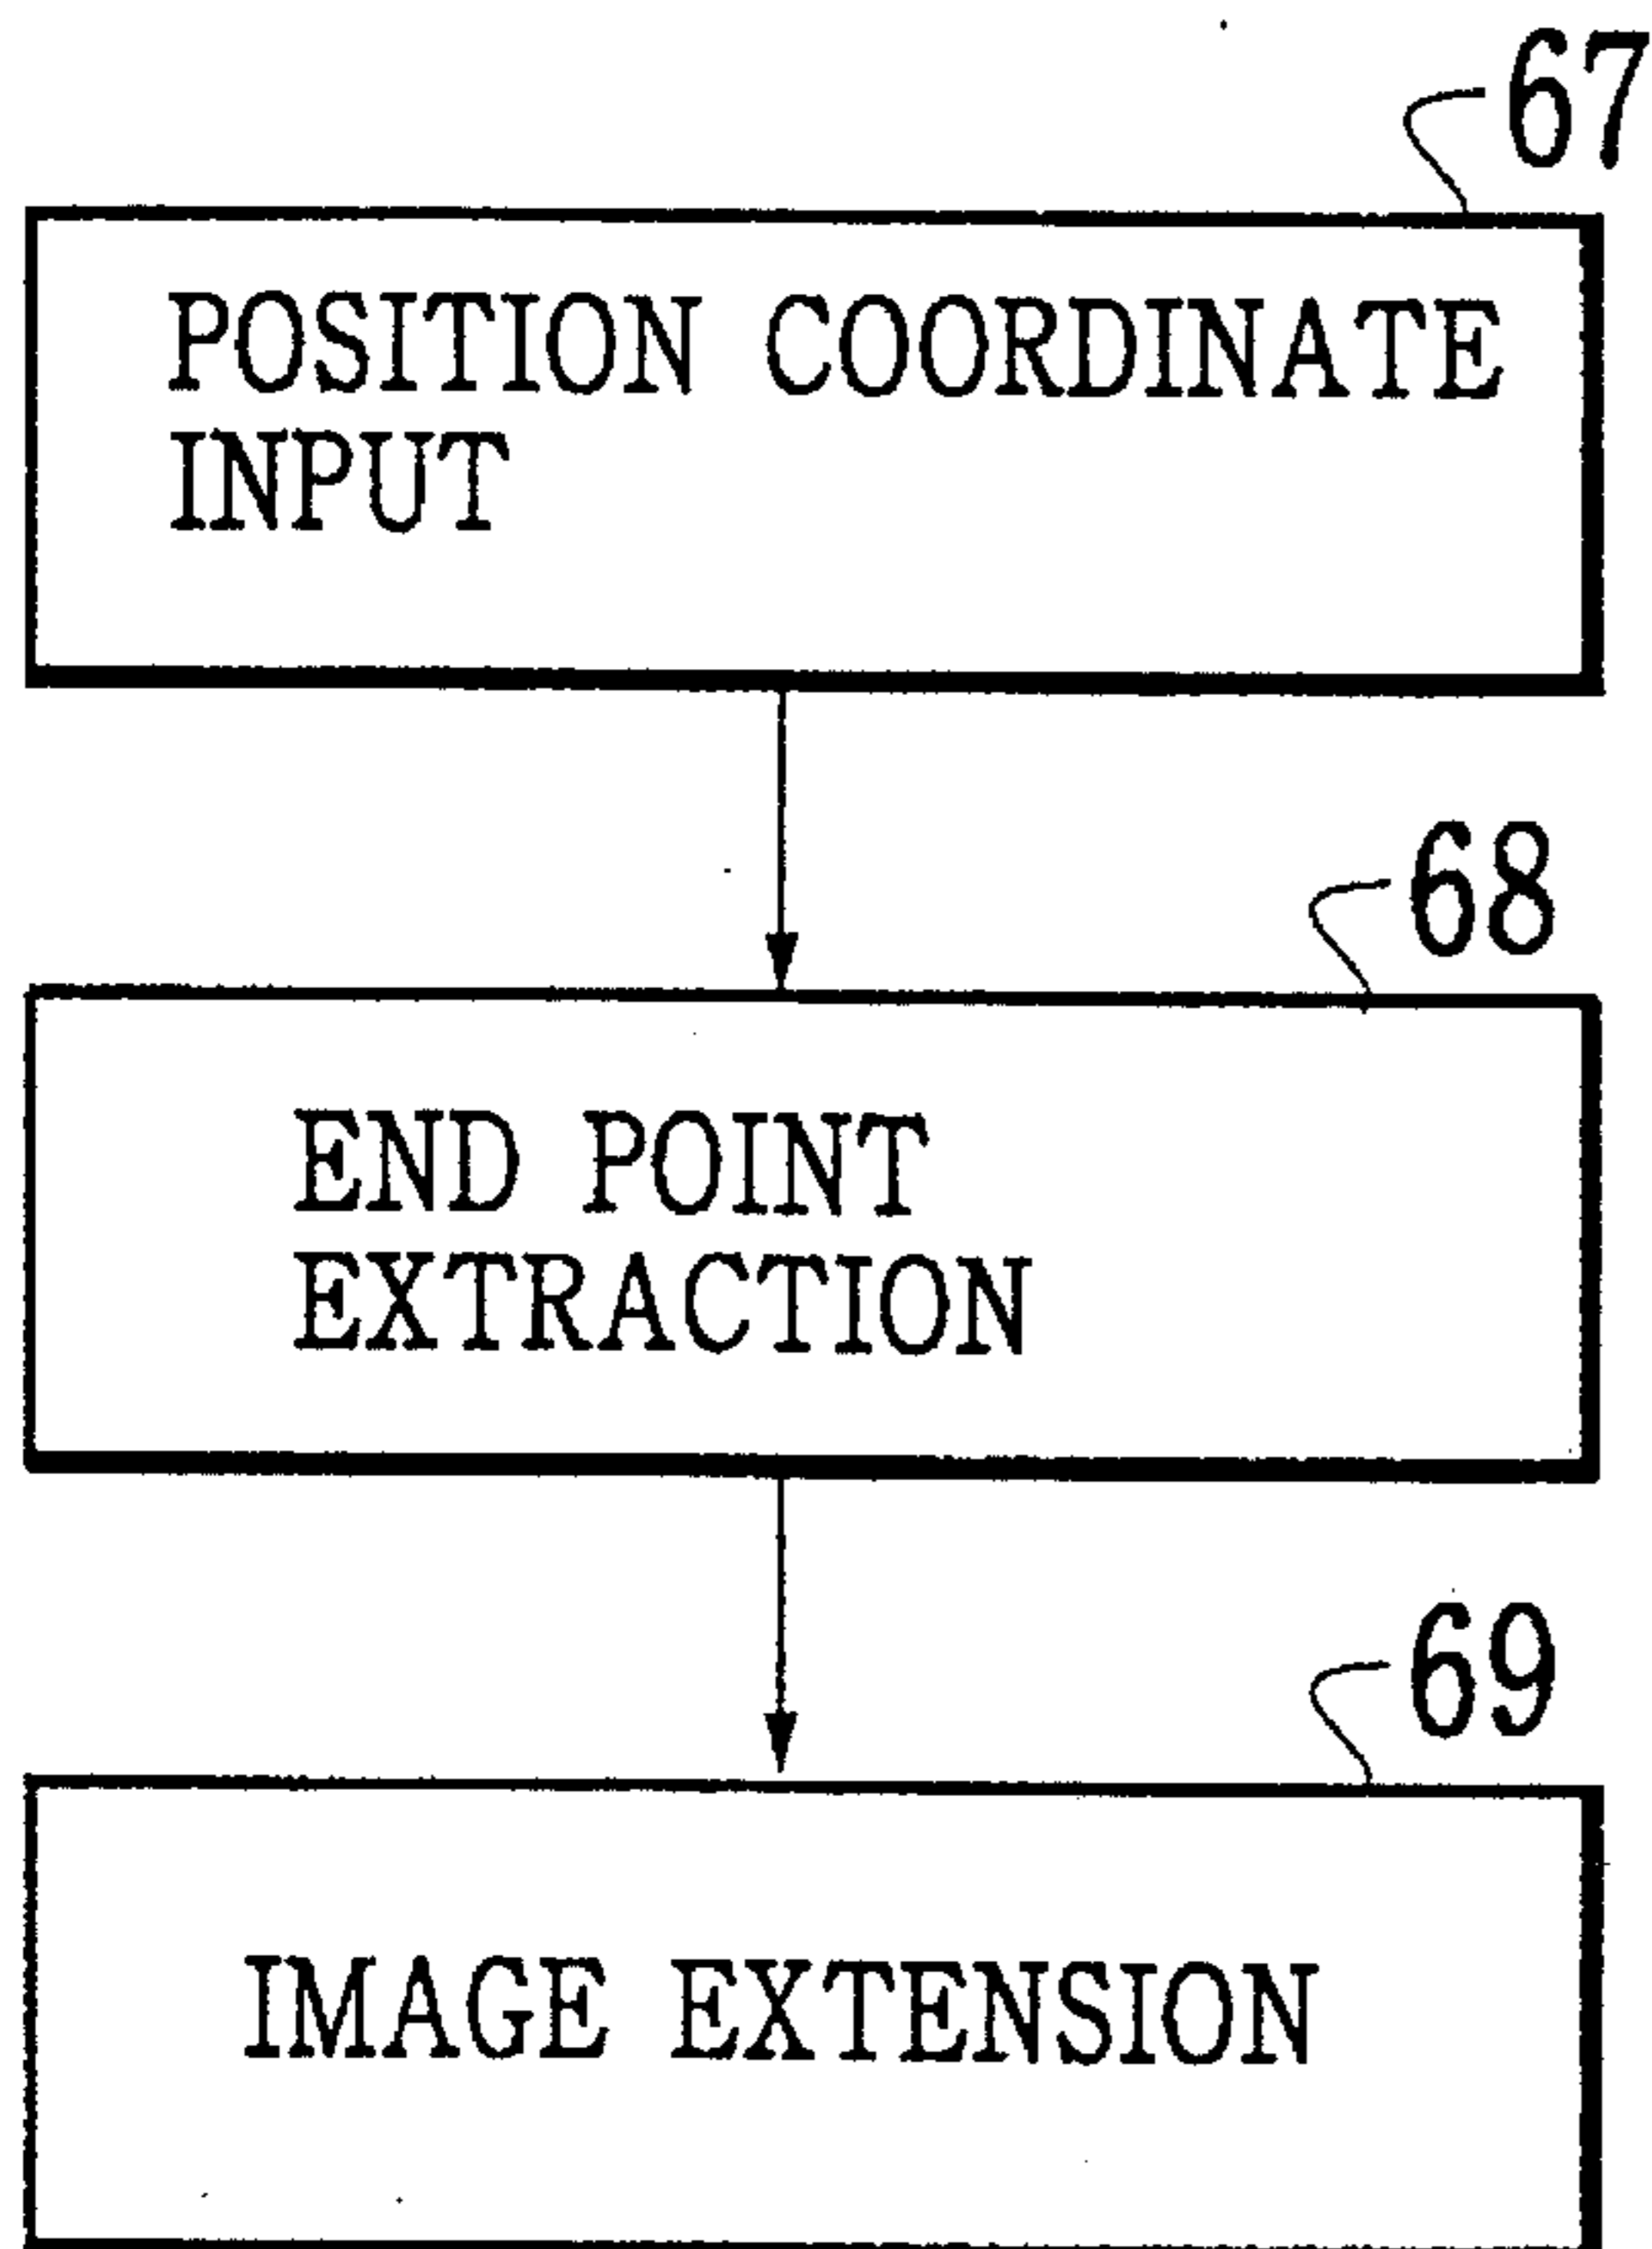 67
POSITION COORDINATE
INPUT
68
END POINT
EXTRACTION
69
IMAGE EXTENSION